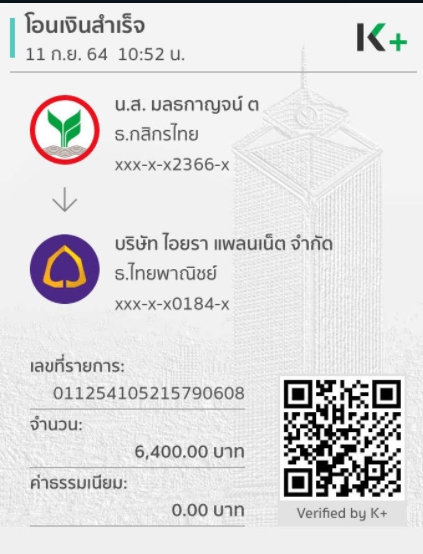 โอนเงินสำเร็จ
11 ก.ย. 64 10:52 น.
K+
น.ส. มลธกาญจน์ ต
ธ.กสิกรไทย
xxx-x-x2366-x
บริษัท ไอยรา แพลนเน็ต จำกัด
ธ.ไทยพาณิชย์
xxx-x-x0184-x
เลขที่รายการ:
011254105215790608
จำนวน:
6,400.00 บาท
ค่าธรรมเนียม:
0.00 บาท
Verified by K+